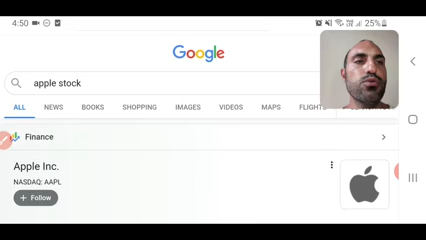 4:50
25%
Google
apple stock
ALL NEWS BOOKS SHOPPING IMAGES VIDEOS MAPS FLIGHTS
Finance
Apple Inc.
NASDAQ: AAPL
+ Follow